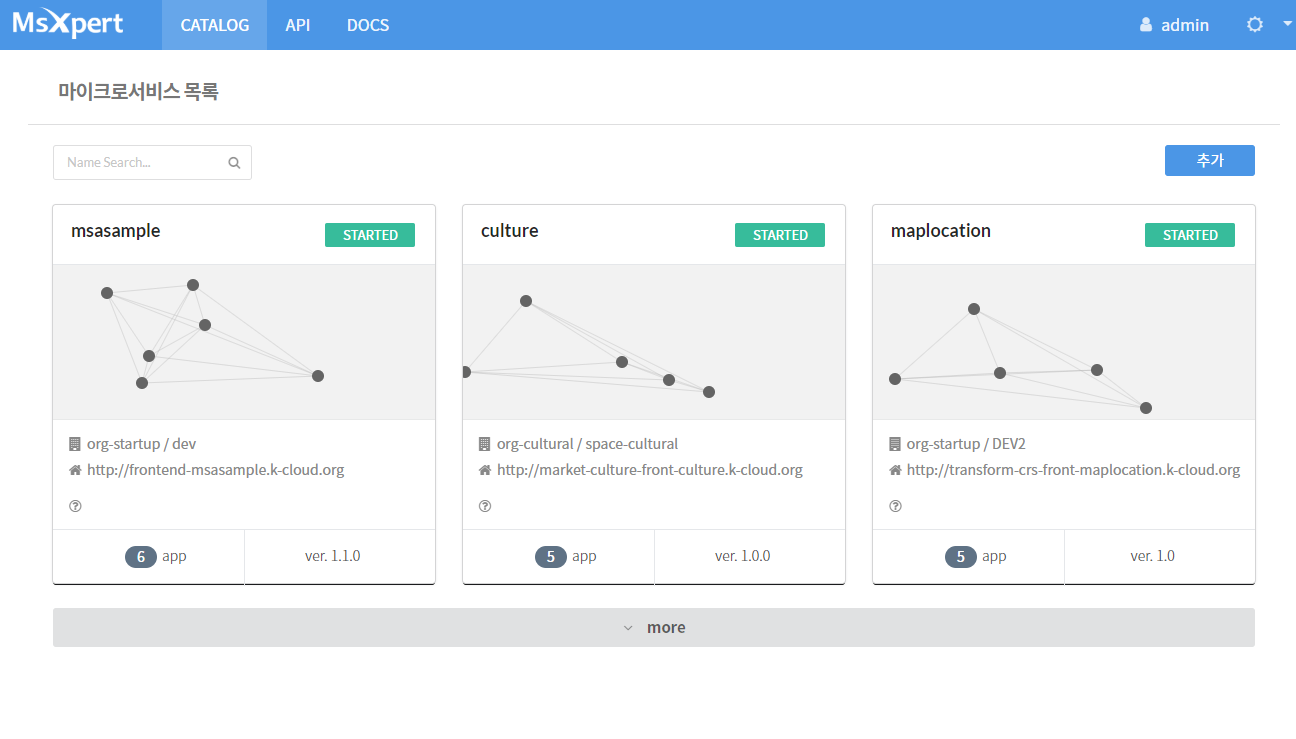 MsXpert CATALOG API DOCS admin
마이크로서비스 목록
Name Search... 추가
msasample STARTED
culture STARTED
maplocation STARTED
org-startup / dev
http://frontend-msasample.k-cloud.org
org-cultural / space-cultural
http://market-culture-front-culture.k-cloud.org
org-startup / DEV2
http://transform-crs-front-maplocation.k-cloud.org
6 app ver. 1.1.0
5 app ver. 1.0.0
5 app ver. 1.0
more